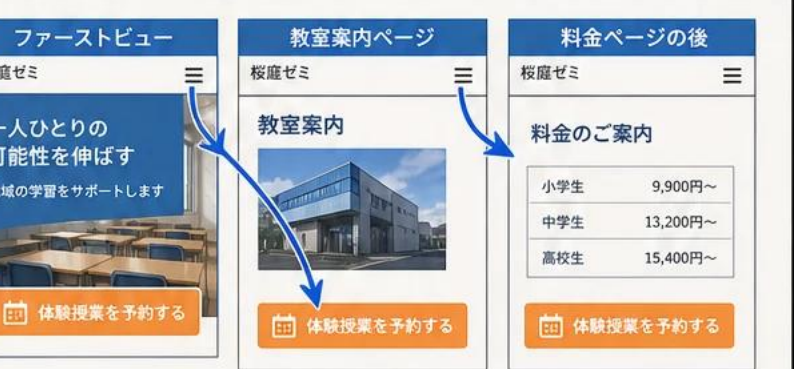 ファーストビュー
庭ゼミ
一人ひとりの
可能性を伸ばす
域の学習をサポートします
体験授業を予約する
教室案内ページ
桜庭ゼミ
教室案内
体験授業を予約する
料金ページの後
桜庭ゼミ
料金のご案内
小学生 9,900円〜
中学生 13,200円〜
高校生 15,400円〜
体験授業を予約する